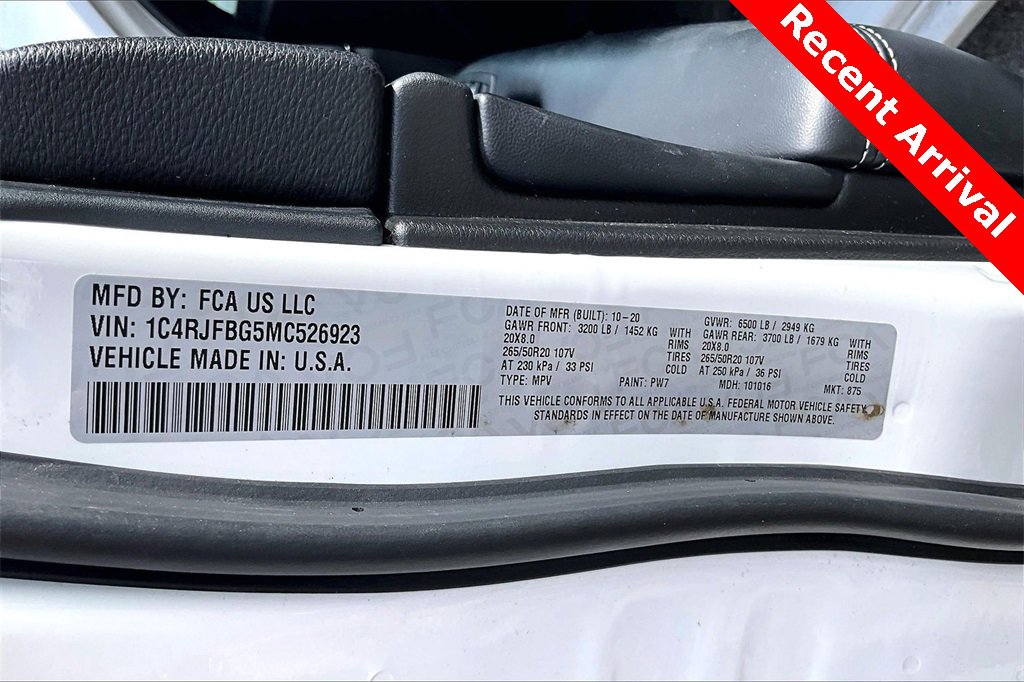 Recent Arrival
MFD BY: FCA US LLC
VIN: 1C4RJFBG5MC526923
VEHICLE MADE IN: U.S.A.
DATE OF MFR (BUILT): 10-20
GAWR FRONT: 3200 LB / 1452 KG WITH
20X8.0 RIMS
265/50R20 107V TIRES
AT 230 kPa / 33 PSI COLD
TYPE: MPV PAINT: PW7
GVWR: 6500 LB / 2949 KG
GAWR REAR: 3700 LB / 1679 KG WITH
20X8.0 RIMS
265/50R20 107V TIRES
AT 250 kPa / 36 PSI COLD
MDH: 101016 MKT: 875
THIS VEHICLE CONFORMS TO ALL APPLICABLE U.S.A. FEDERAL MOTOR VEHICLE SAFETY
STANDARDS IN EFFECT ON THE DATE OF MANUFACTURE SHOWN ABOVE.